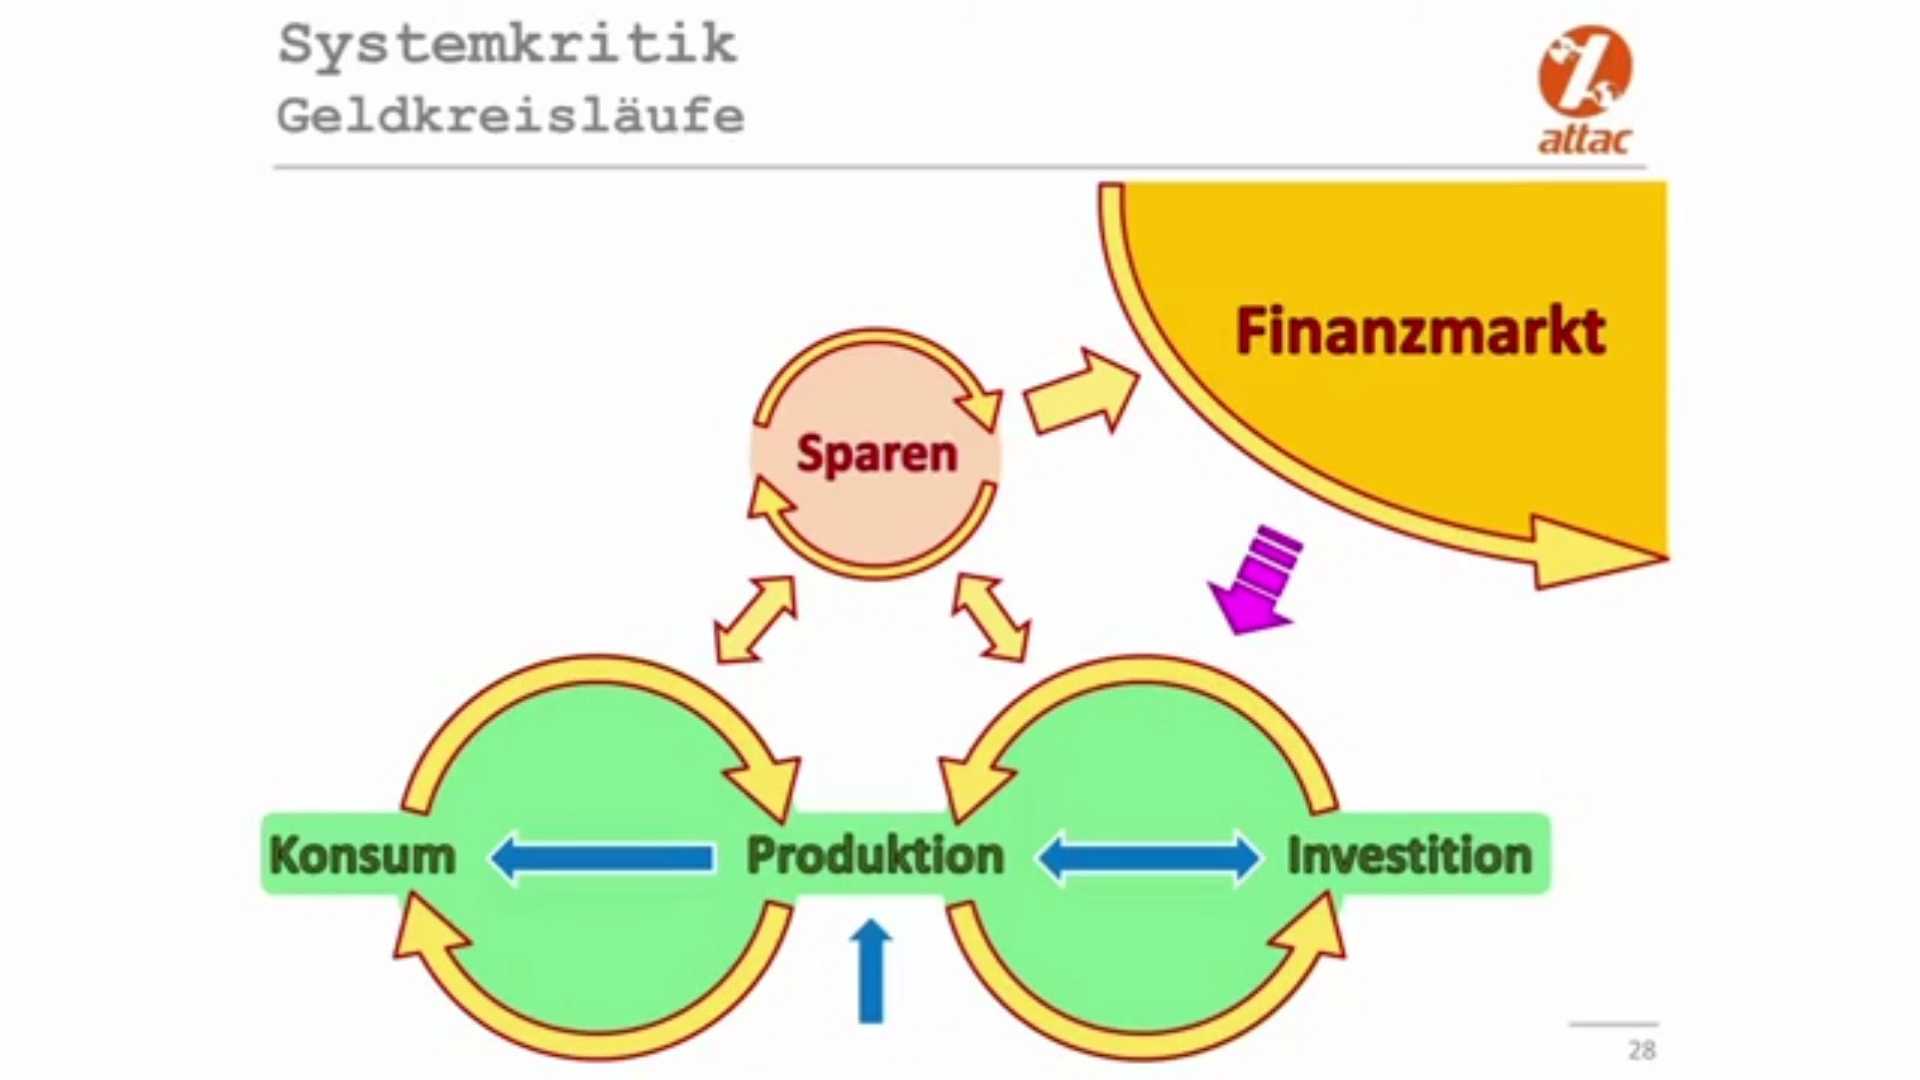 Systemkritik
Geldkreisläufe
attac
Finanzmarkt
Sparen
Konsum
Produktion
Investition
28